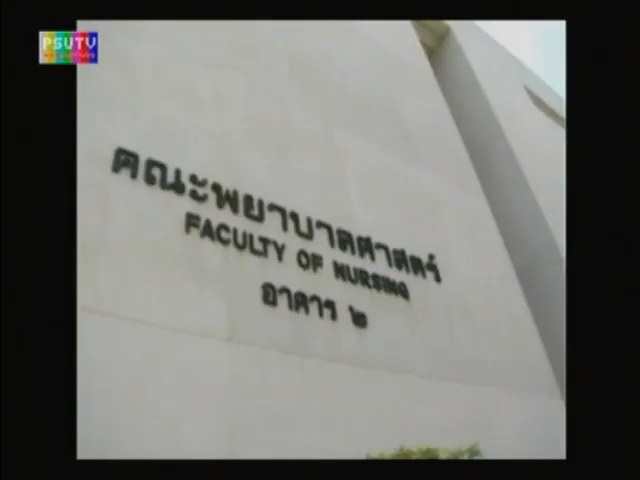 PSUTV
คณะพยาบาลศาสตร์
FACULTY OF NURSING
อาคาร ๒